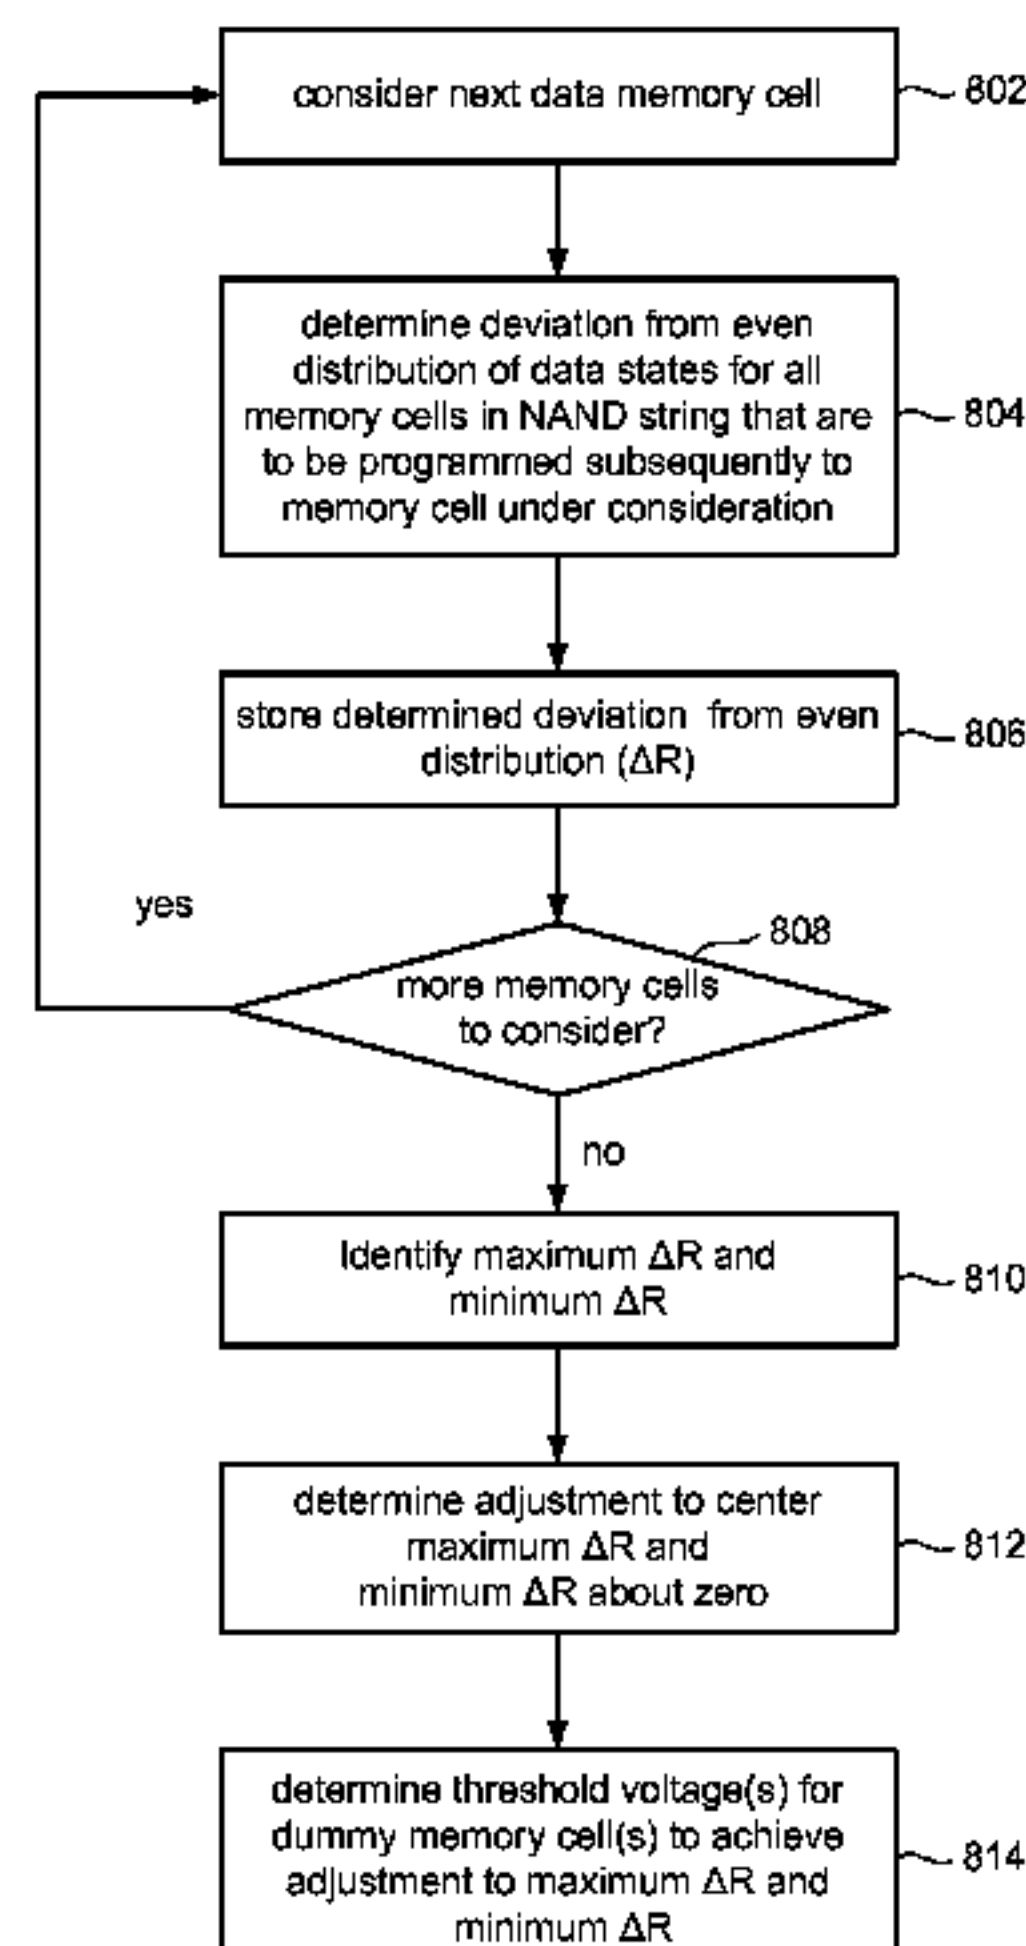 consider next data memory cell
802
determine deviation from even
distribution of data states for all
memory cells in NAND string that are
to be programmed subsequently to
memory cell under consideration
804
store determined deviation from even
distribution (ΔR)
806
yes
808
more memory cells
to consider?
no
Identify maximum ΔR and
minimum ΔR
810
determine adjustment to center
maximum ΔR and
minimum ΔR about zero
812
determine threshold voltage(s) for
dummy memory cell(s) to achieve
adjustment to maximum ΔR and
minimum ΔR
814